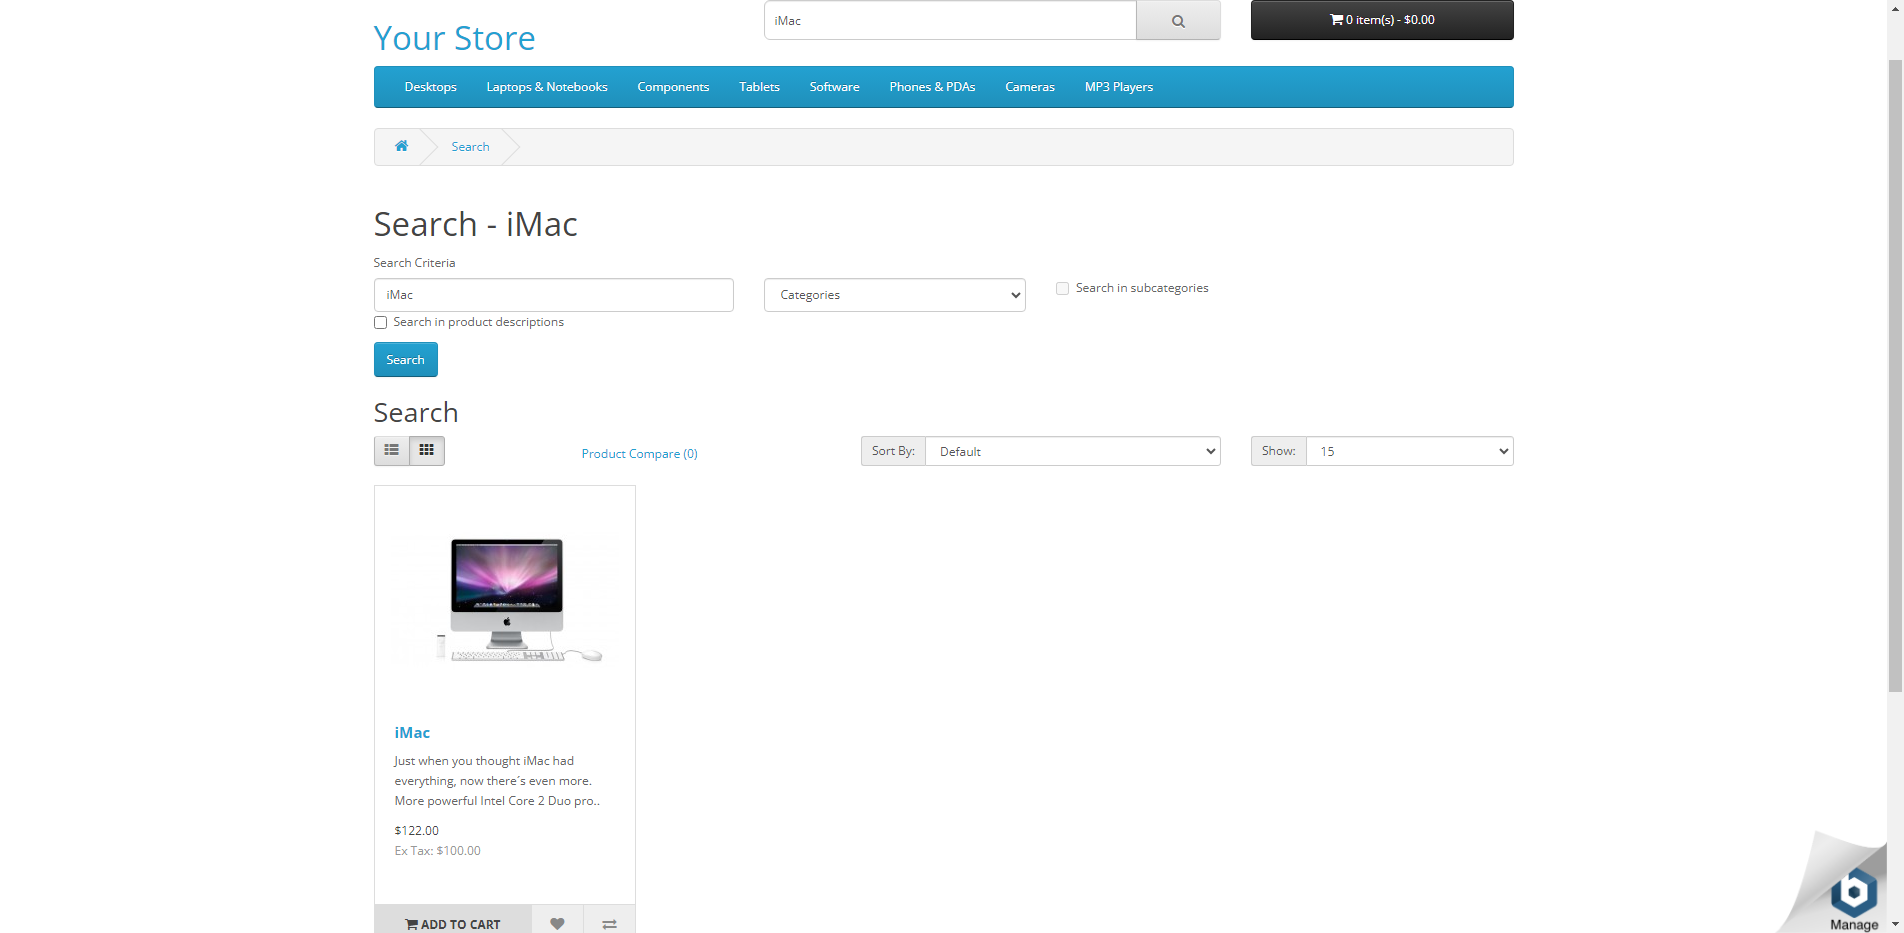 Your Store
iMac
0 item(s) - $0.00
Desktops Laptops & Notebooks Components Tablets Software Phones & PDAs Cameras MP3 Players
Search
Search - iMac
Search Criteria
iMac
Categories
Search in subcategories
Search in product descriptions
Search
Search
Product Compare (0)
Sort By: Default
Show: 15
iMac
Just when you thought iMac had
everything, now there´s even more.
More powerful Intel Core 2 Duo pro..
$122.00
Ex Tax: $100.00
ADD TO CART
Manage